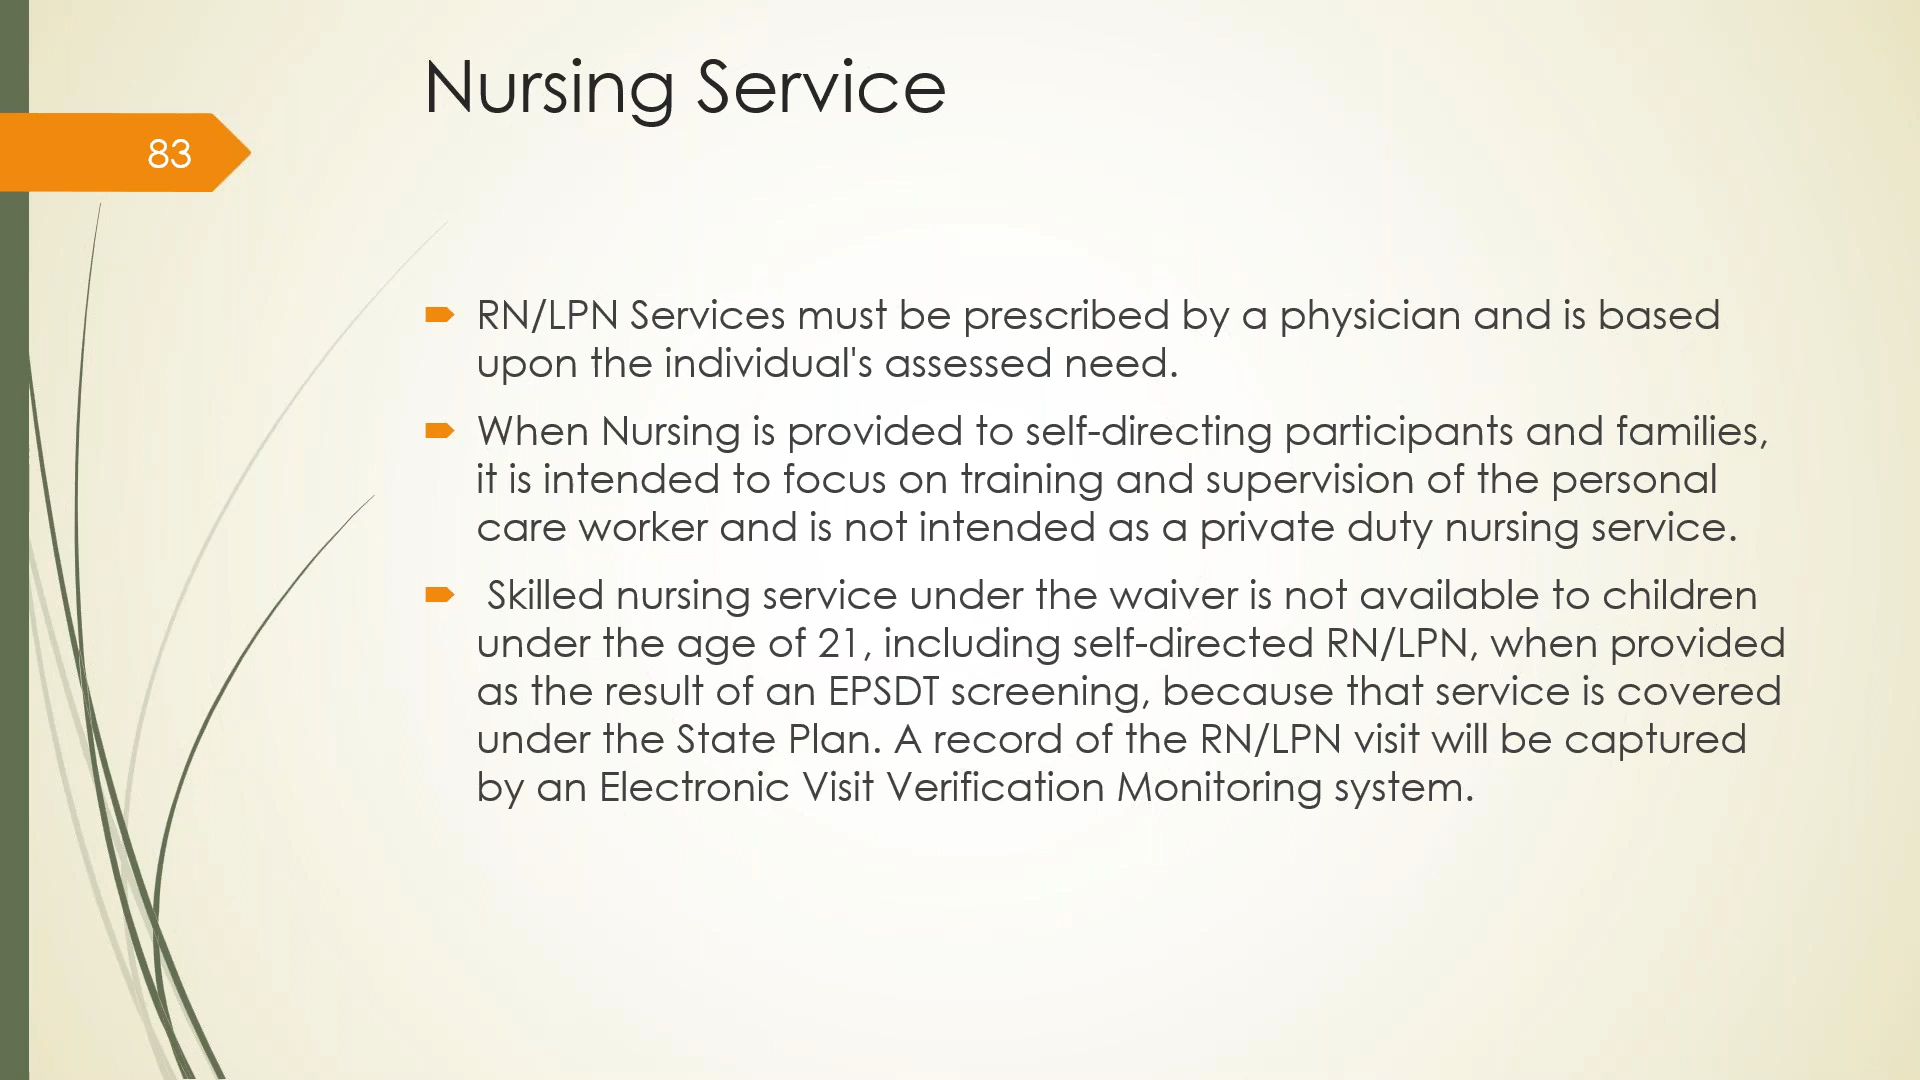 Nursing Service
83
RN/LPN Services must be prescribed by a physician and is based
upon the individual's assessed need.
When Nursing is provided to self-directing participants and families,
it is intended to focus on training and supervision of the personal
care worker and is not intended as a private duty nursing service.
Skilled nursing service under the waiver is not available to children
under the age of 21, including self-directed RN/LPN, when provided
as the result of an EPSDT screening, because that service is covered
under the State Plan. A record of the RN/LPN visit will be captured
by an Electronic Visit Verification Monitoring system.